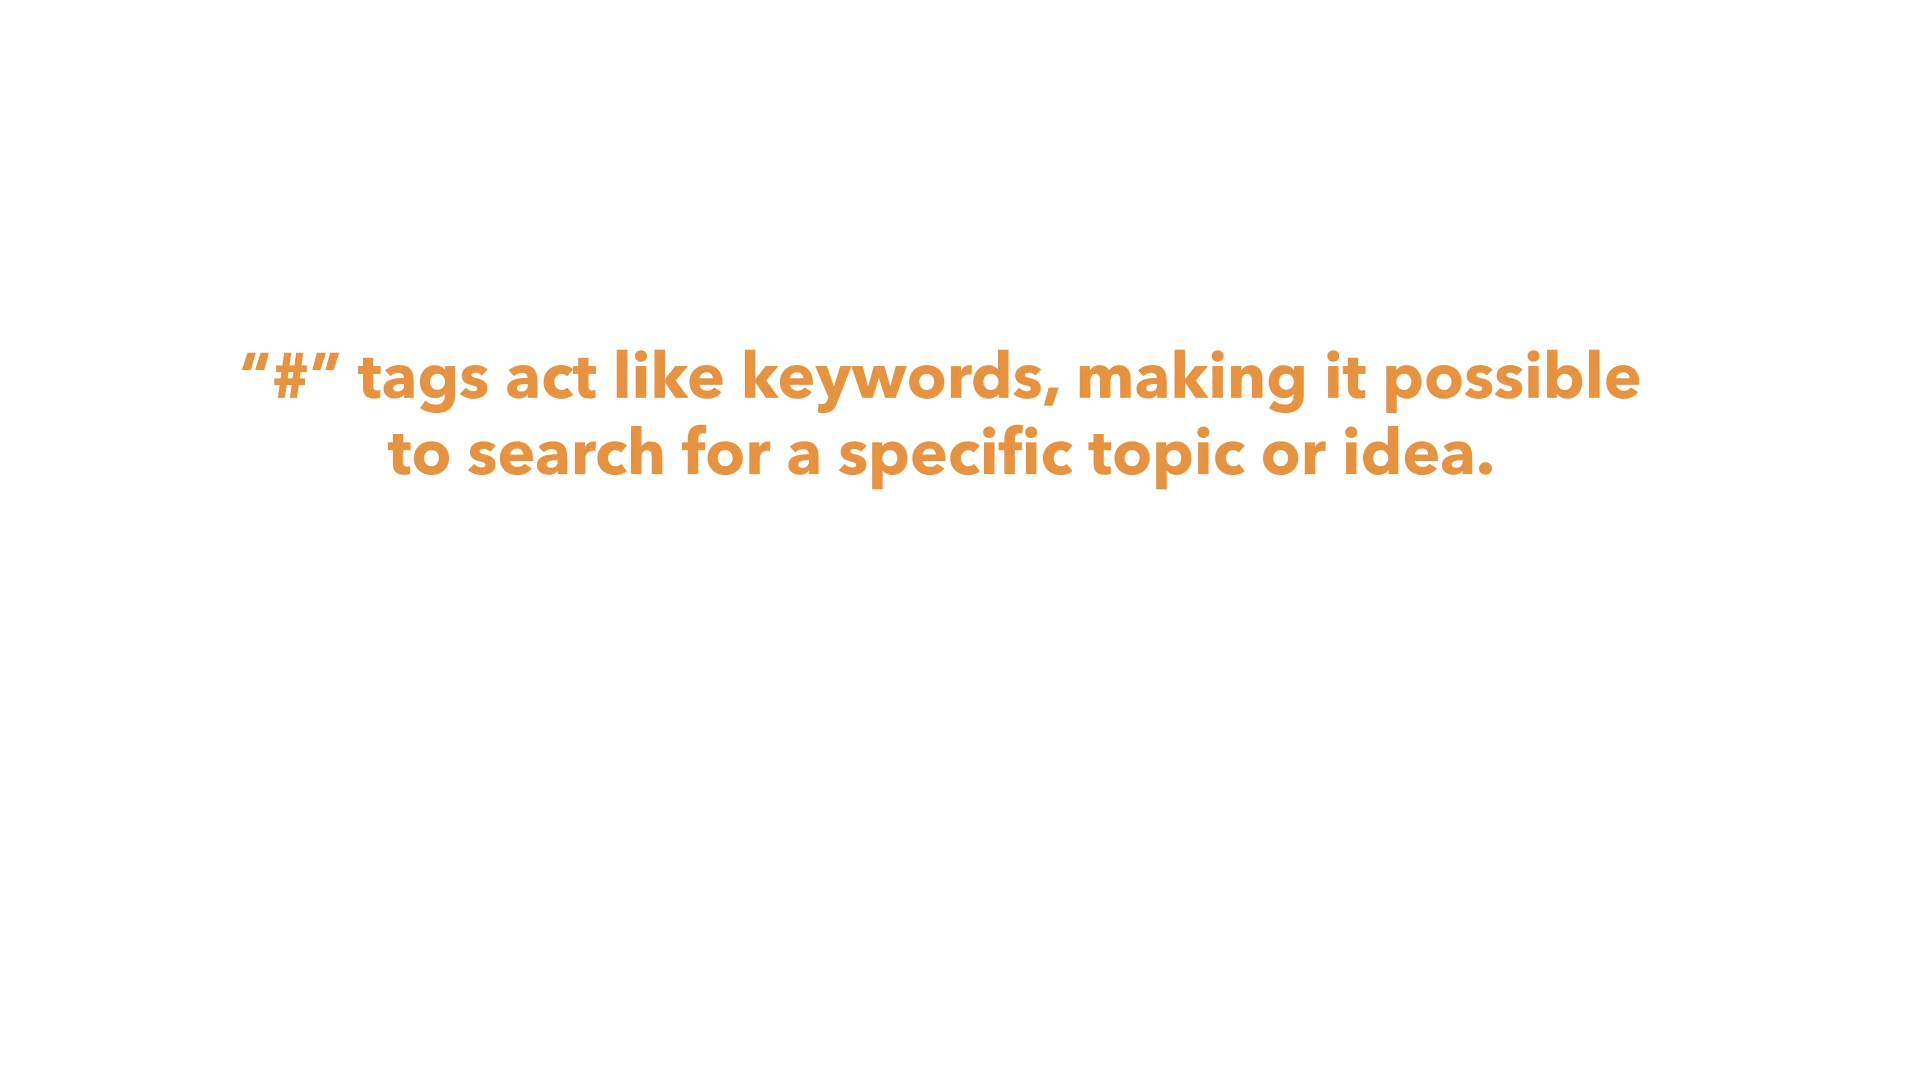 “#” tags act like keywords, making it possible
to search for a specific topic or idea.